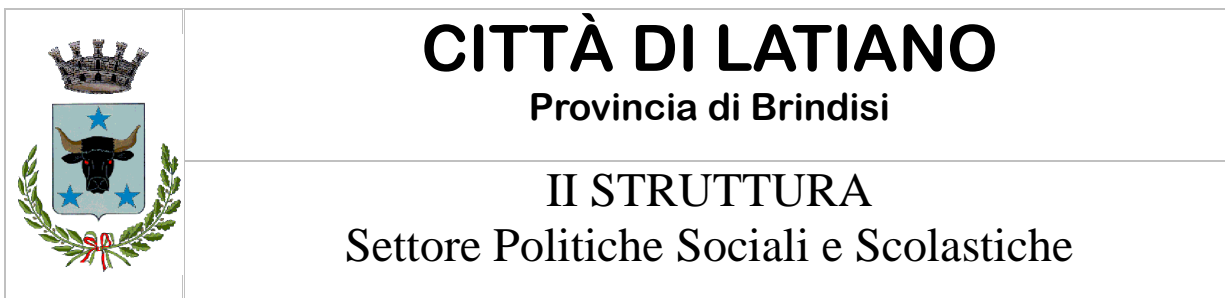 CITTÀ DI LATIANO
Provincia di Brindisi
II STRUTTURA
Settore Politiche Sociali e Scolastiche